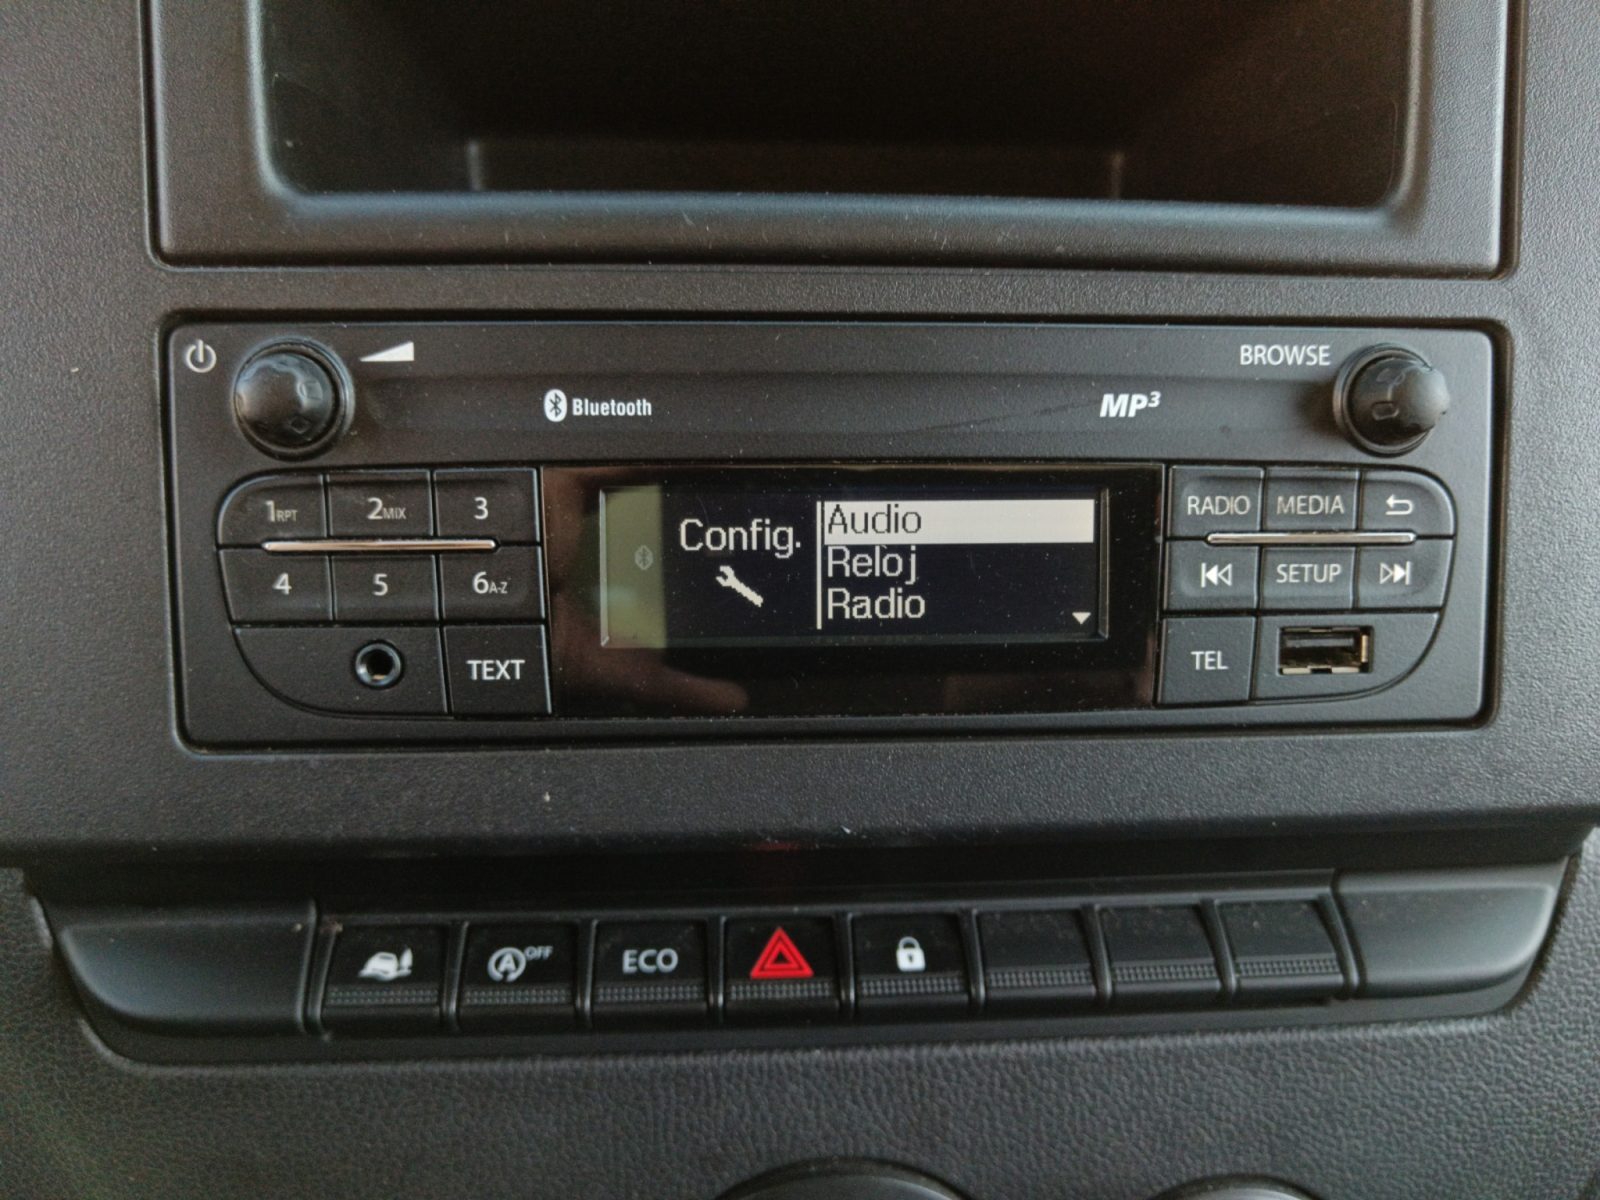 BROWSE
Bluetooth
MP3
1RPT 2MIX 3
4 5 6A-Z
TEXT
Config.
Audio
Reloj
Radio
RADIO MEDIA
SETUP
TEL
A OFF
ECO